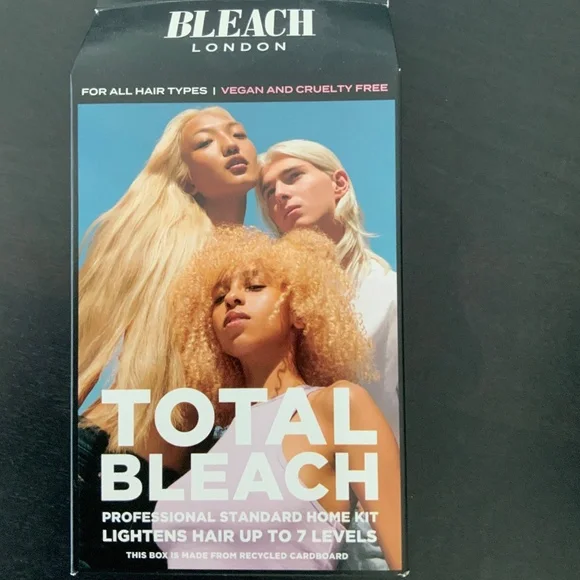 BLEACH
LONDON
FOR ALL HAIR TYPES | VEGAN AND CRUELTY FREE
TOTAL
BLEACH
PROFESSIONAL STANDARD HOME KIT
LIGHTENS HAIR UP TO 7 LEVELS
THIS BOX IS MADE FROM RECYCLED CARDBOARD